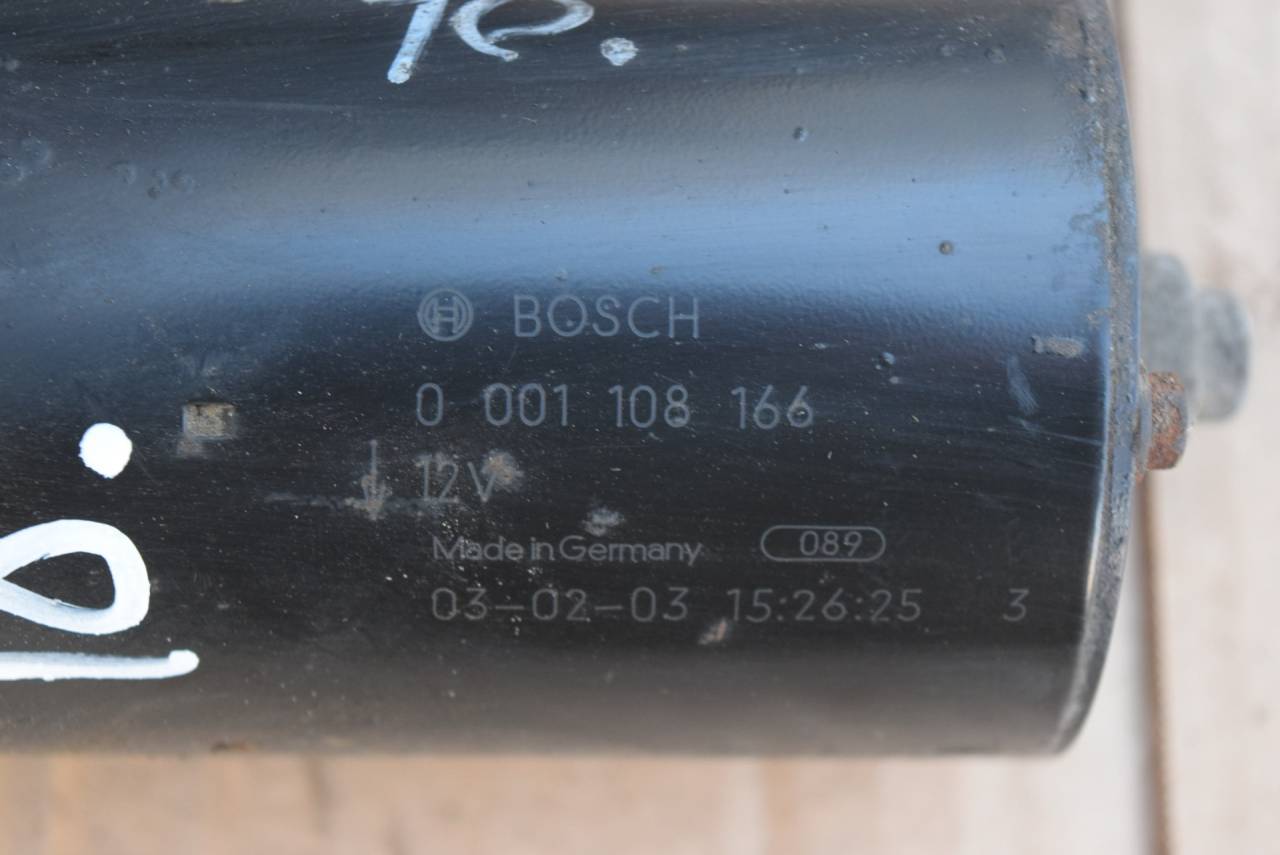 BOSCH
0 001 108 166
12V
Made in Germany 089
03-02-03 15:26:25 3